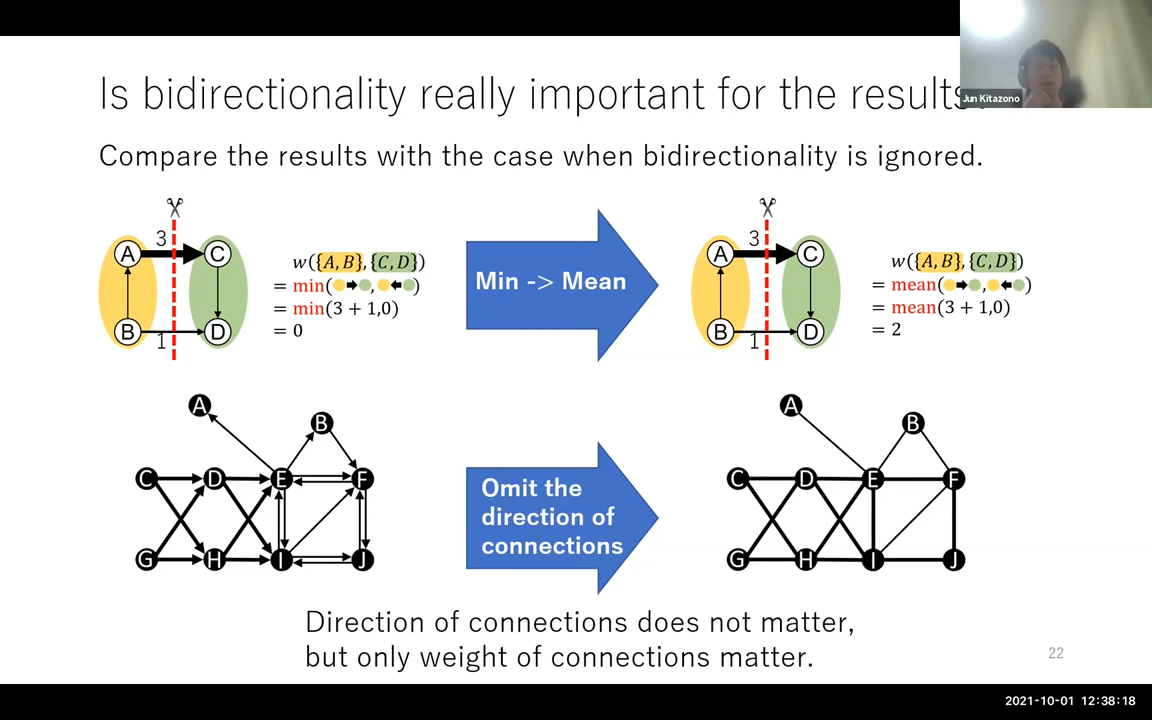 Is bidirectionality really important for the results
Jun Kitazono
Compare the results with the case when bidirectionality is ignored.
3
A
C
B
D
1
w({A, B}, {C, D})
= min( , )
= min(3 + 1,0)
= 0
Min -> Mean
3
A
C
B
D
1
w({A, B}, {C, D})
= mean( , )
= mean(3 + 1,0)
= 2
A
B
C
D
E
F
G
H
I
J
Omit the
direction of
connections
A
B
C
D
E
F
G
H
I
J
Direction of connections does not matter,
but only weight of connections matter.
22
2021-10-01 12:38:18